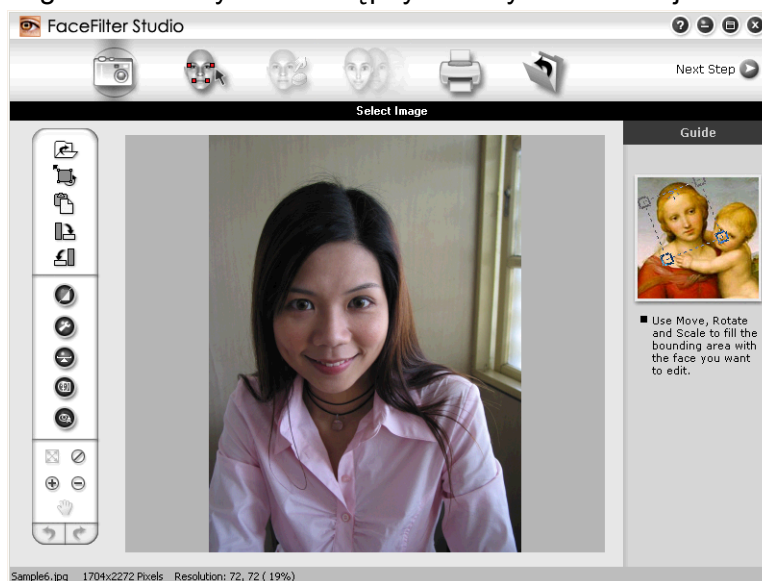 FaceFilter Studio
Next Step
Select Image
Guide
Use Move, Rotate
and Scale to fill the
bounding area with
the face you want
to edit.
Sample6.jpg 1704x2272 Pixels Resolution: 72, 72 ( 19%)